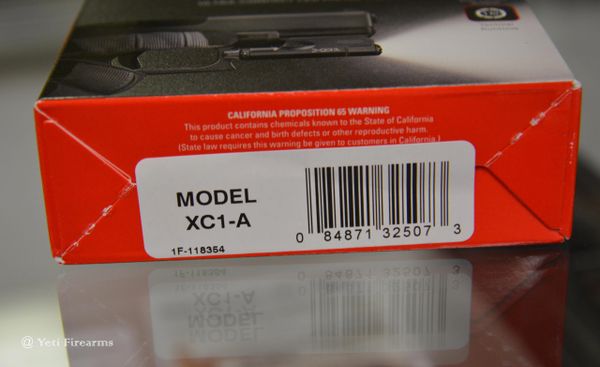 CALIFORNIA PROPOSITION 65 WARNING
This product contains chemicals known to the State of California
to cause cancer and birth defects or other reproductive harm.
(State law requires this warning be given to customers in California.)
MODEL
XC1-A
1F-118354
0 84871 32507 3
@ Yeti Firearms